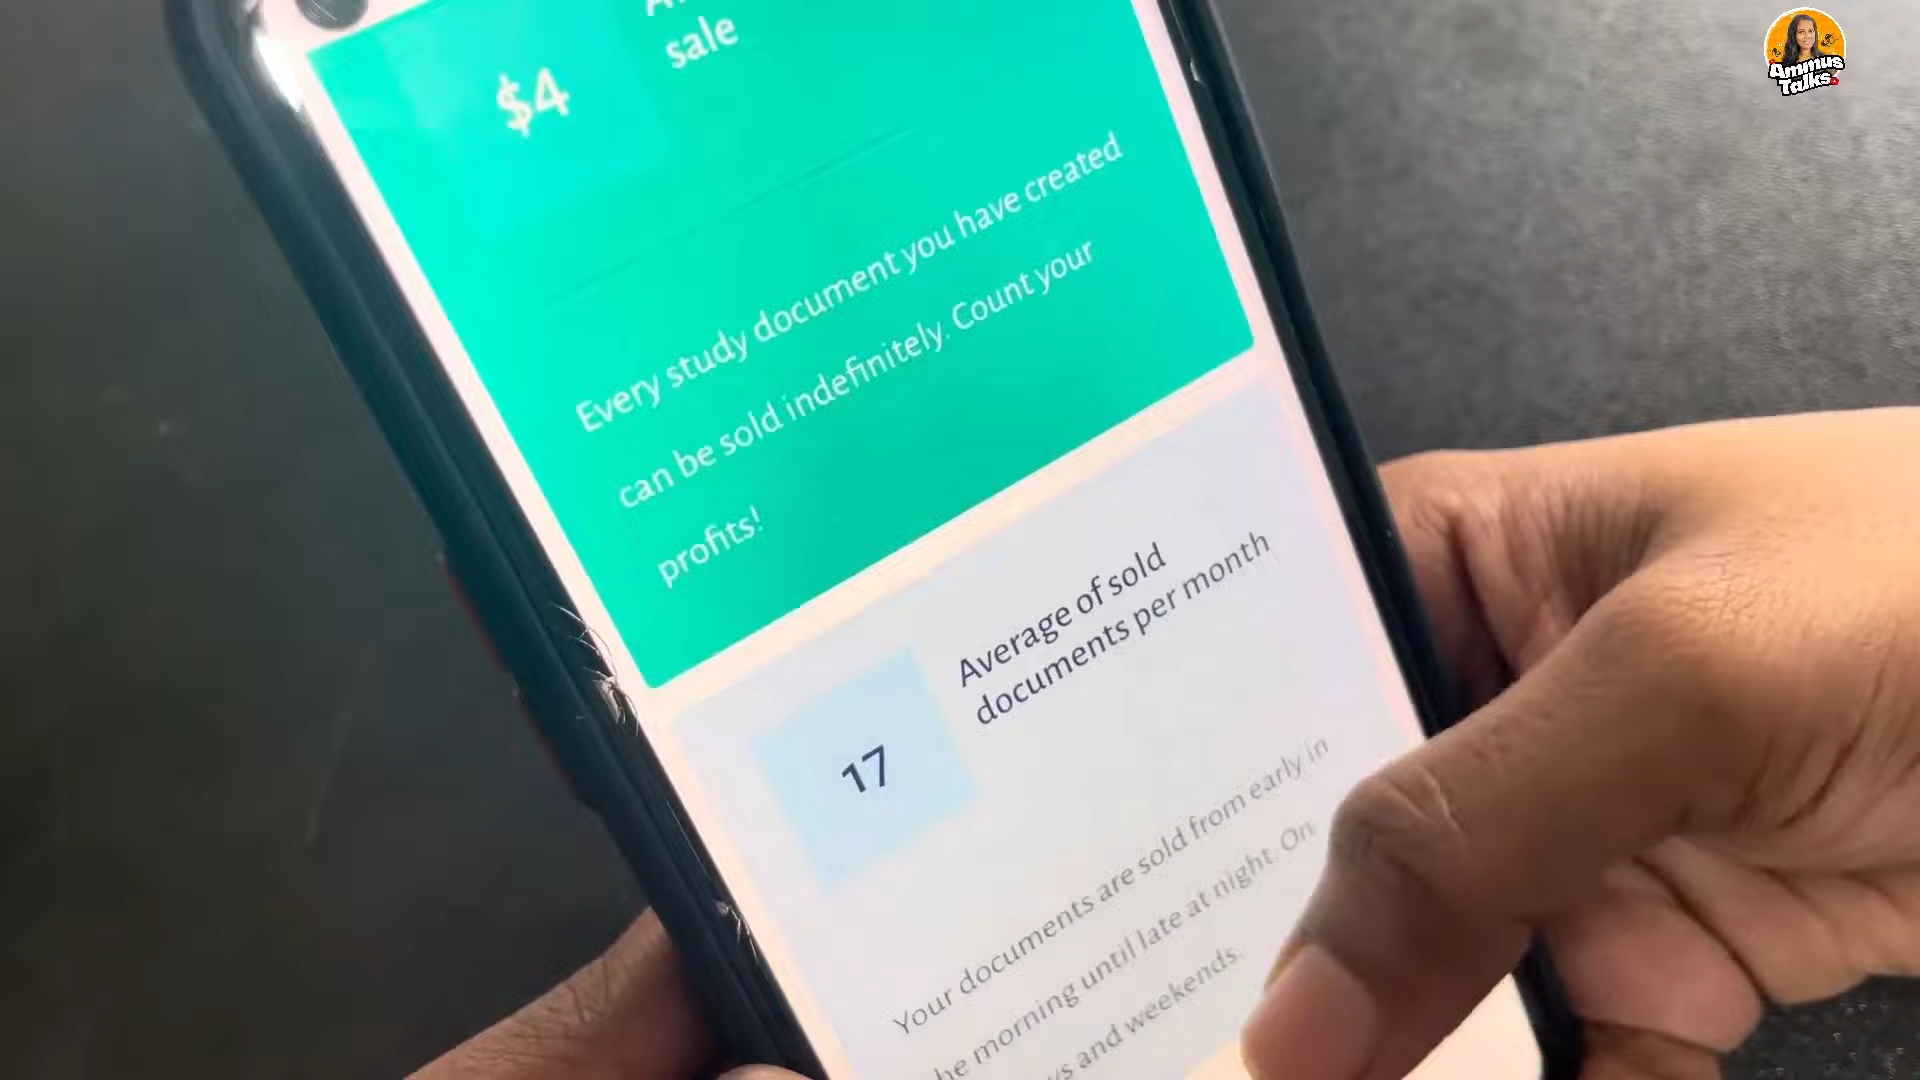 $4
sale
Every study document you have created
can be sold indefinitely. Count your
profits!
17
Average of sold
documents per month
Your documents are sold from early in
he morning until late at night. On
and weekends.
Ammus
Talks